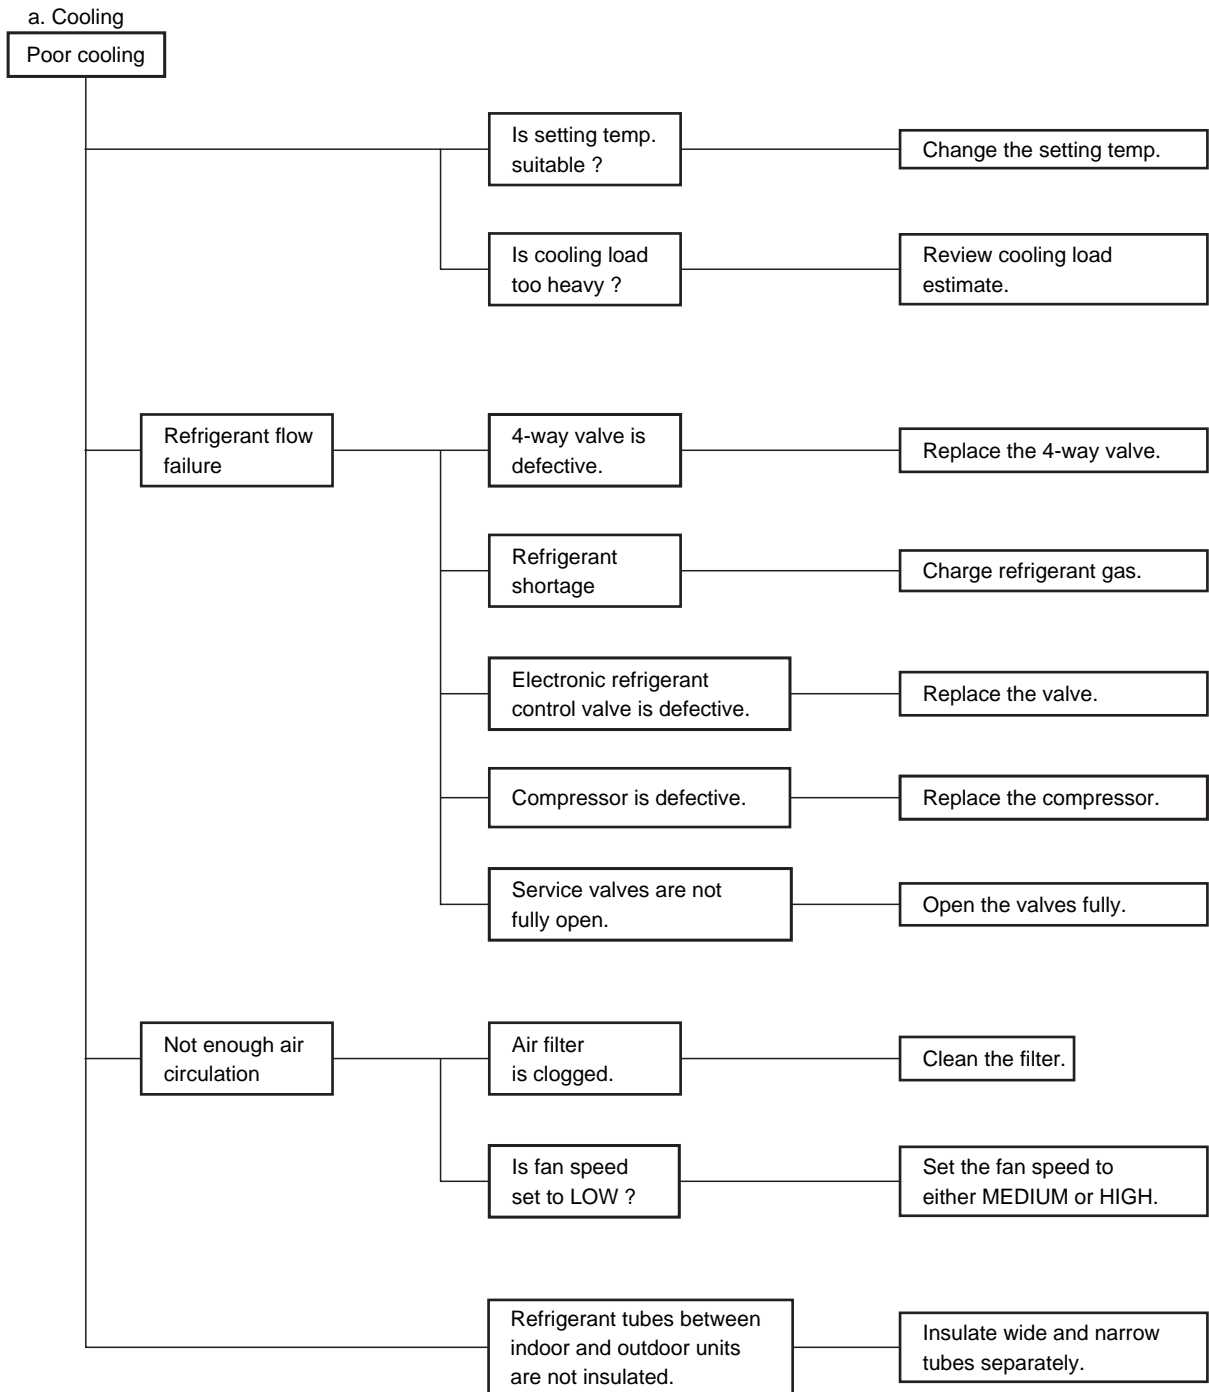 a. Cooling
Poor cooling
Is setting temp.
suitable ?
Change the setting temp.
Is cooling load
too heavy ?
Review cooling load
estimate.
Refrigerant flow
failure
4-way valve is
defective.
Replace the 4-way valve.
Refrigerant
shortage
Charge refrigerant gas.
Electronic refrigerant
control valve is defective.
Replace the valve.
Compressor is defective.
Replace the compressor.
Service valves are not
fully open.
Open the valves fully.
Not enough air
circulation
Air filter
is clogged.
Clean the filter.
Is fan speed
set to LOW ?
Set the fan speed to
either MEDIUM or HIGH.
Refrigerant tubes between
indoor and outdoor units
are not insulated.
Insulate wide and narrow
tubes separately.